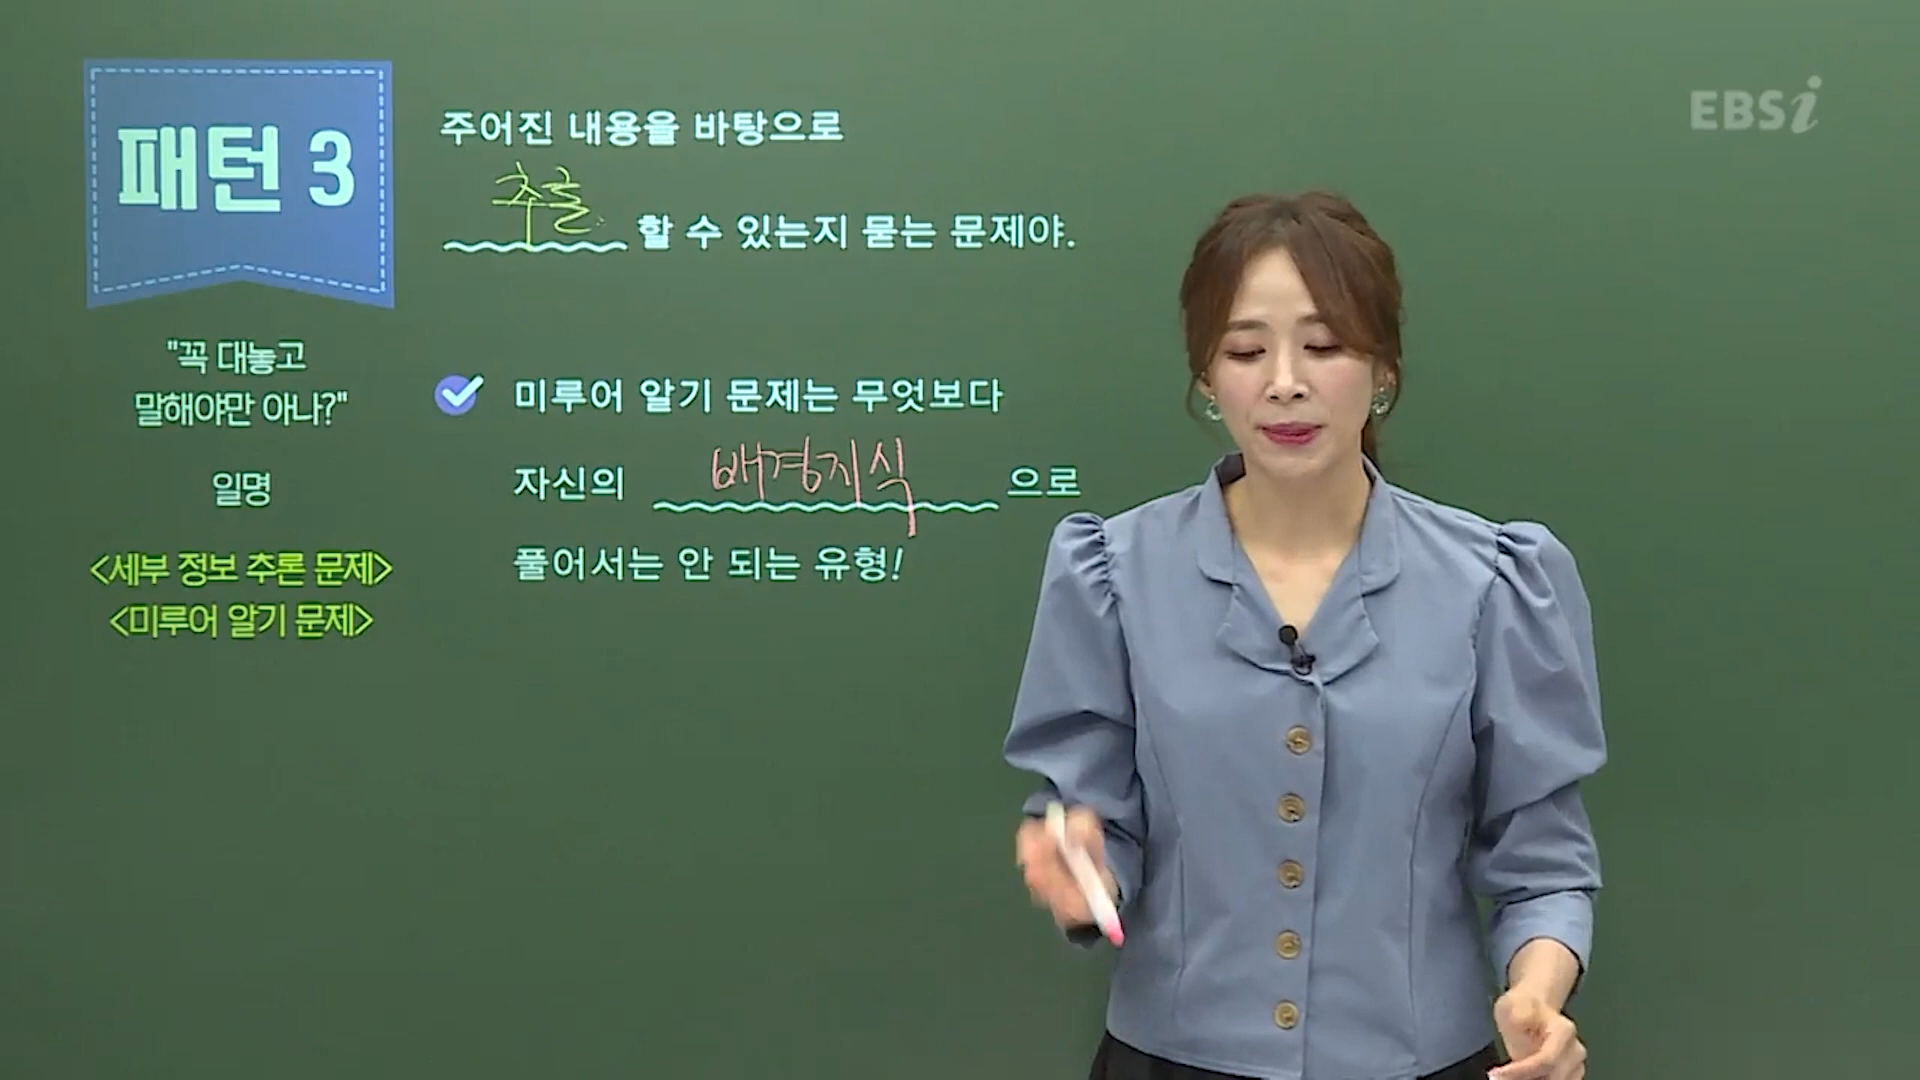 패턴 3
"꼭 대놓고
말해야만 아나?"
일명
<세부 정보 추론 문제>
<미루어 알기 문제>
주어진 내용을 바탕으로
추론 할 수 있는지 묻는 문제야.
미루어 알기 문제는 무엇보다
자신의 배경지식 으로
풀어서는 안 되는 유형!
EBSi